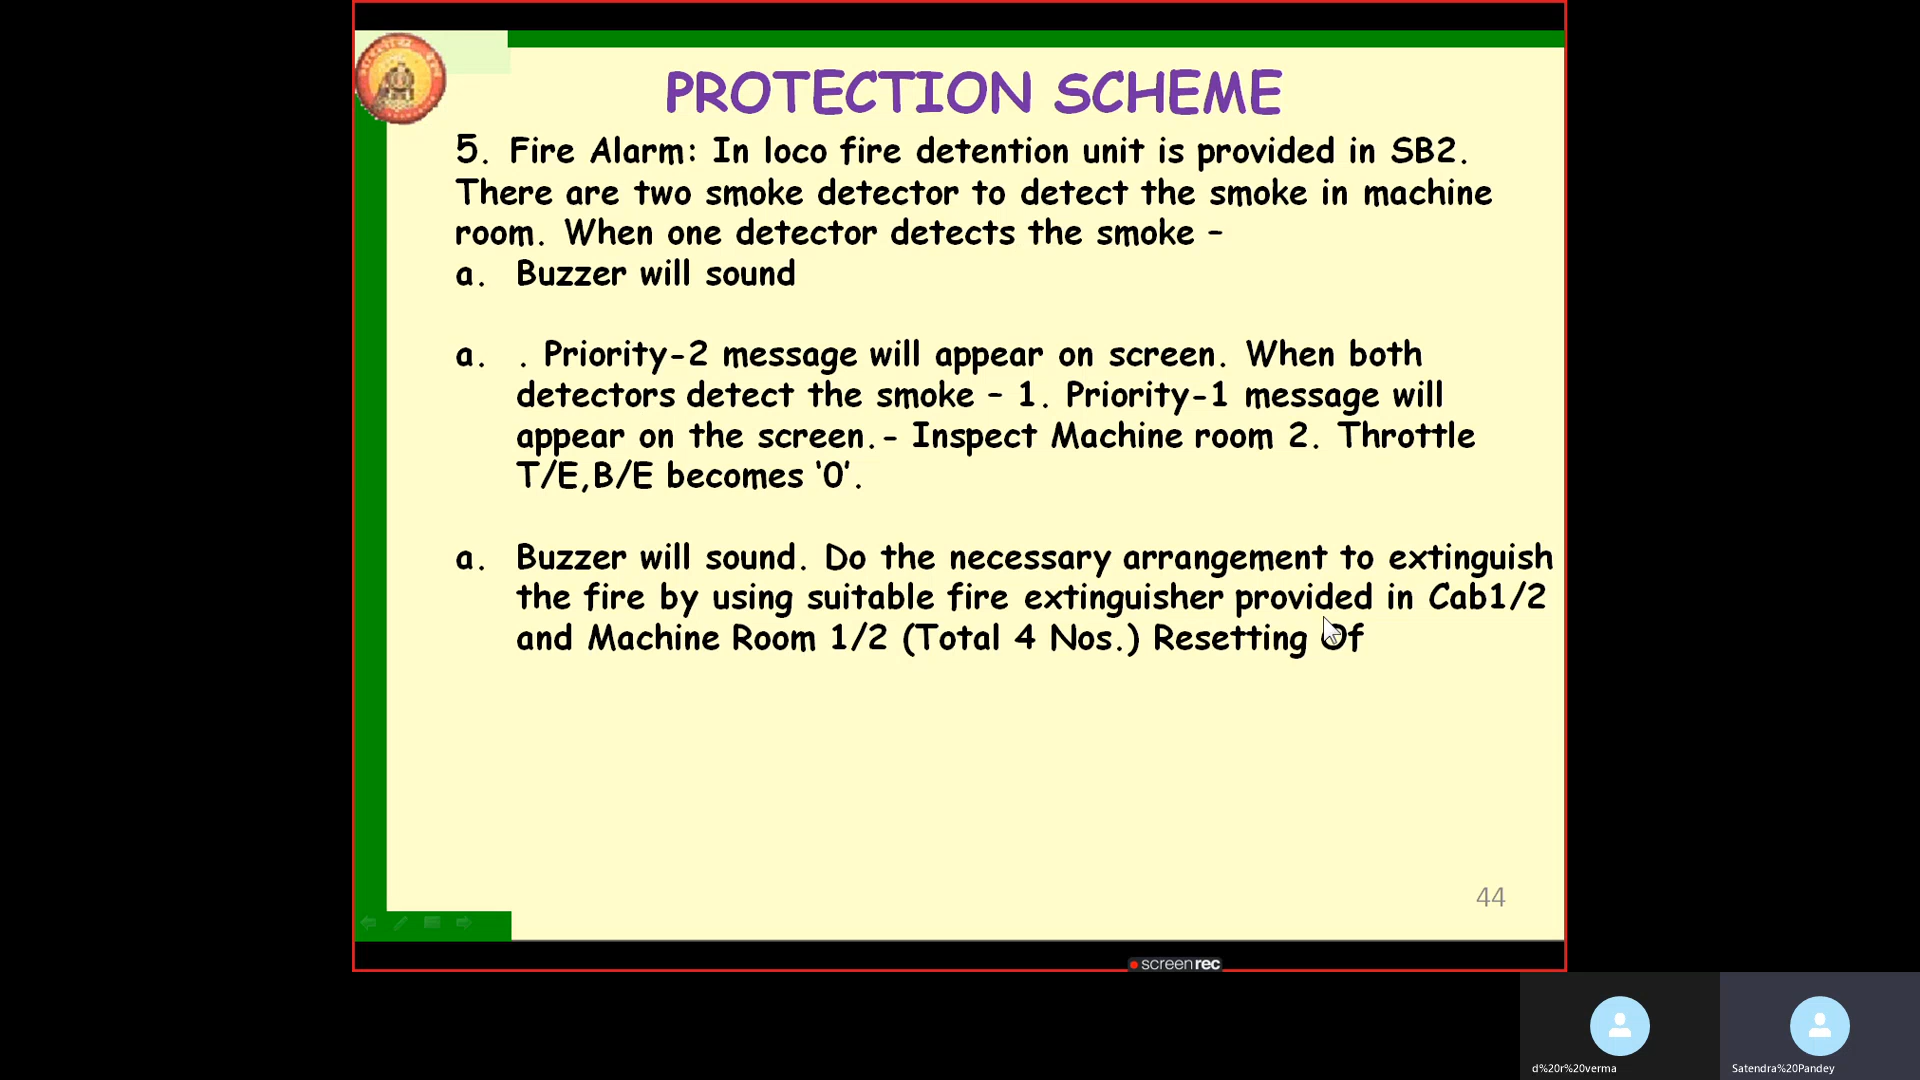 PROTECTION SCHEME
5. Fire Alarm: In loco fire detention unit is provided in SB2.
There are two smoke detector to detect the smoke in machine
room. When one detector detects the smoke –
a. Buzzer will sound
a. . Priority-2 message will appear on screen. When both
detectors detect the smoke – 1. Priority-1 message will
appear on the screen.- Inspect Machine room 2. Throttle
T/E,B/E becomes ‘0’.
a. Buzzer will sound. Do the necessary arrangement to extinguish
the fire by using suitable fire extinguisher provided in Cab1/2
and Machine Room 1/2 (Total 4 Nos.) Resetting Of
44
screenrec
d%20r%20verma
Satendra%20Pandey